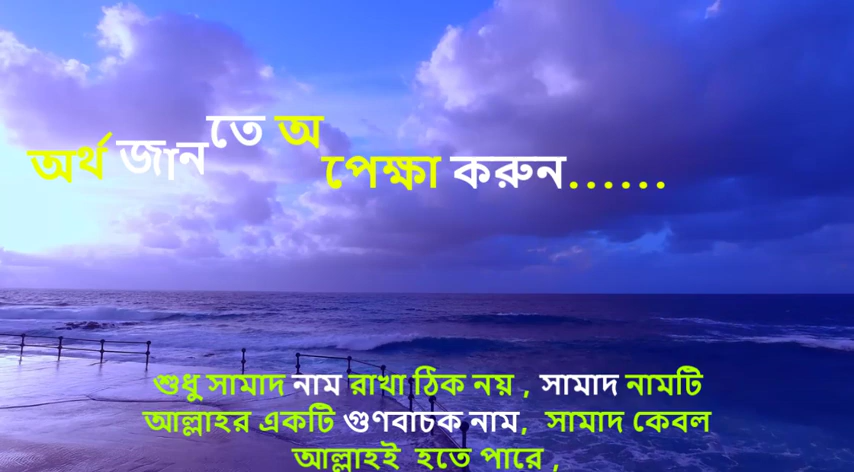 অর্থ জানতে অপেক্ষা করুন......
শুধু সামাদ নাম রাখা ঠিক নয় , সামাদ নামটি
আল্লাহর একটি গুণবাচক নাম, সামাদ কেবল
আল্লাহই হতে পারে ,